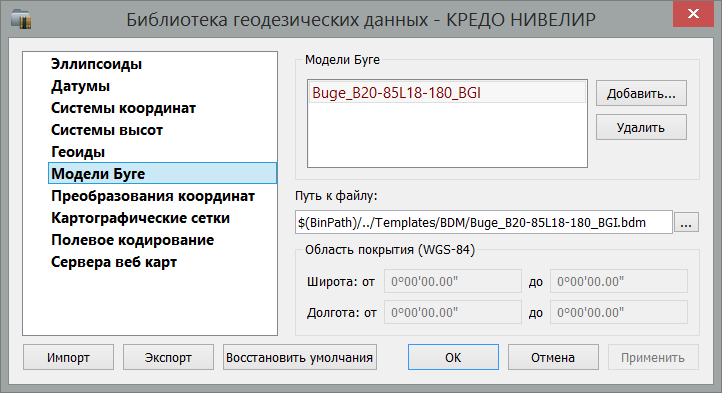 Библиотека геодезических данных - КРЕДО НИВЕЛИР
Эллипсоиды
Датумы
Системы координат
Системы высот
Геоиды
Модели Буге
Преобразования координат
Картографические сетки
Полевое кодирование
Сервера веб карт
Модели Буге
Buge_B20-85L18-180_BGI
Добавить...
Удалить
Путь к файлу:
$(BinPath)/../Templates/BDM/Buge_B20-85L18-180_BGI.bdm ...
Область покрытия (WGS-84)
Широта: от 0°00'00.00" до 0°00'00.00"
Долгота: от 0°00'00.00" до 0°00'00.00"
Импорт Экспорт Восстановить умолчания OK Отмена Применить